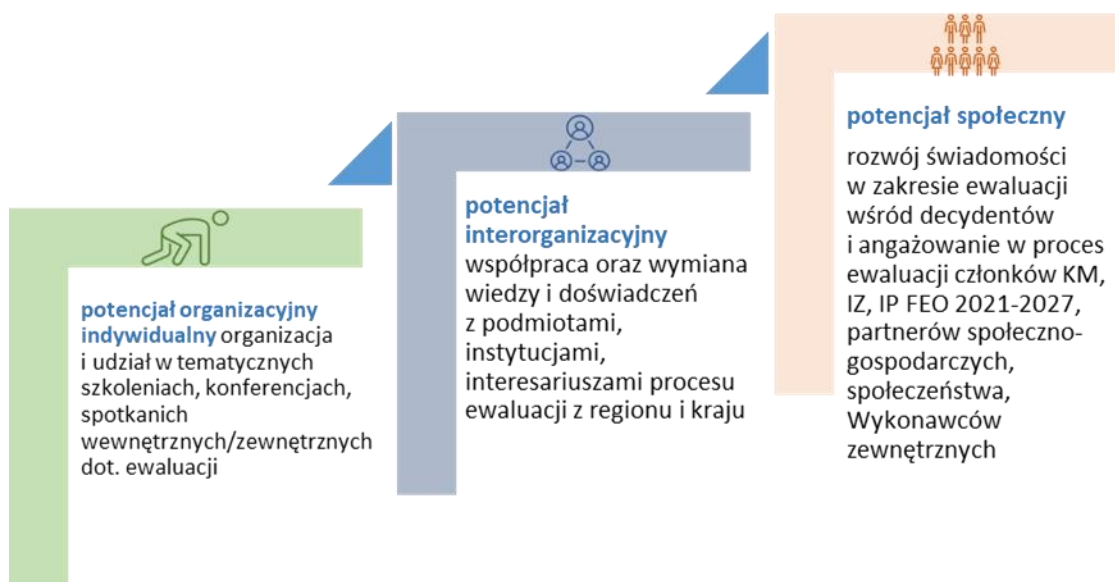 potencjał organizacyjny
indywidualny organizacja
i udział w tematycznych
szkoleniach, konferencjach,
spotkanich
wewnętrznych/zewnętrznych
dot. ewaluacji
potencjał
interorganizacyjny
współpraca oraz wymiana
wiedzy i doświadczeń
z podmiotami,
instytucjami,
interesariuszami procesu
ewaluacji z regionu i kraju
potencjał społeczny
rozwój świadomości
w zakresie ewaluacji
wśród decydentów
i angażowanie w proces
ewaluacji członków KM,
IZ, IP FEO 2021-2027,
partnerów społeczno-
gospodarczych,
społeczeństwa,
Wykonawców
zewnętrznych